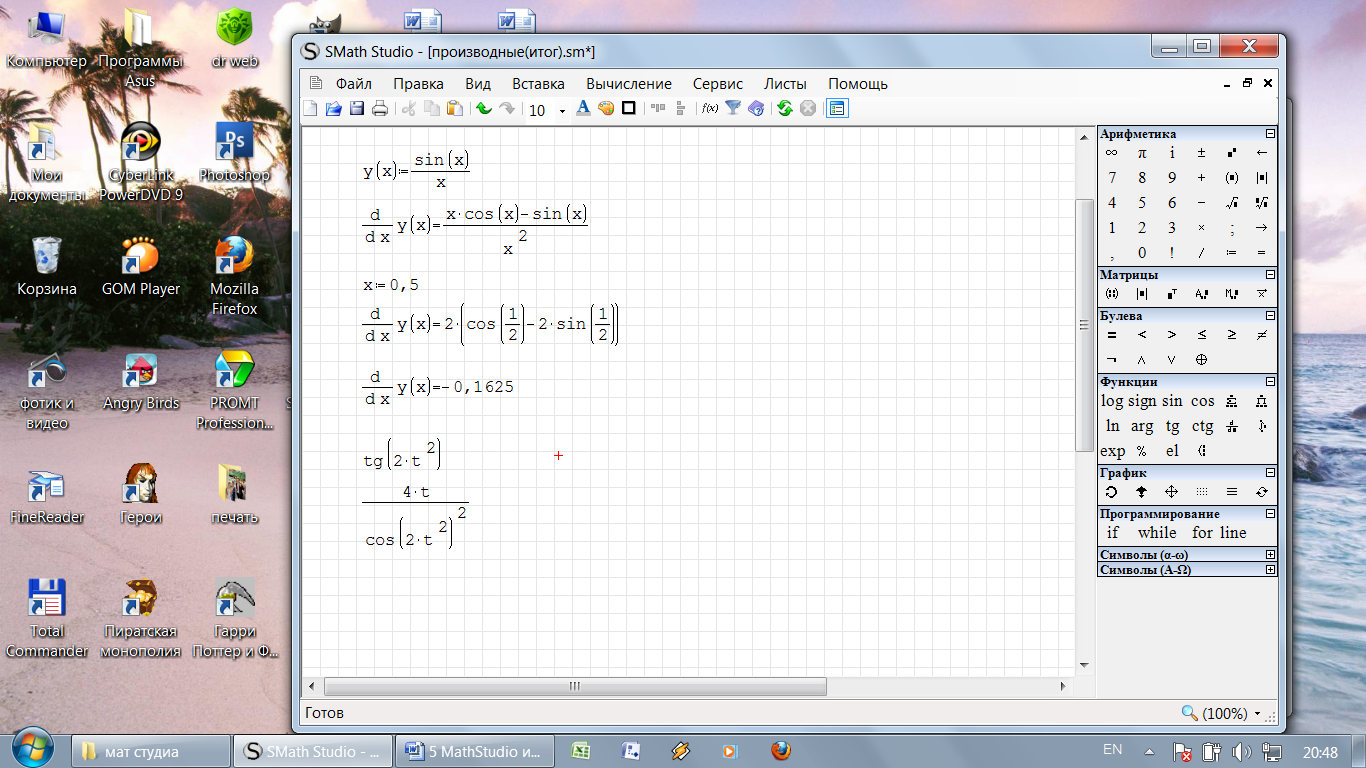 Компьютер
Программы Asus
dr web
Мои документы
CyberLink PowerDVD 9
Photoshop
Корзина
GOM Player
Mozilla Firefox
фотик и видео
Angry Birds
PROMT Profession...
FineReader
Герои
печать
Total Commander
Пиратская монополия
Гарри Поттер и Ф...
SMath Studio - [производные(итог).sm*]
Файл Правка Вид Вставка Вычисление Сервис Листы Помощь
10 A f(x)
y(x):=sin(x)/x
d/dx y(x)=(x·cos(x)-sin(x))/x^2
x:=0,5
d/dx y(x)=2·(cos(1/2)-2·sin(1/2))
d/dx y(x)=-0,1625
tg(2·t^2)
4·t/cos(2·t^2)^2
Арифметика
∞ π i ± ←
7 8 9 +
4 5 6 −
1 2 3 × ; →
, 0 ! / := =
Матрицы
Булева
= < > ≤ ≥ ≠
¬ ∧ ∨ ⊕
Функции
log sign sin cos
ln arg tg ctg
exp % el
График
Программирование
if while for line
Символы (α-ω)
Символы (Α-Ω)
Готов
(100%)
мат студиа
SMath Studio - ...
5 MathStudio и...
EN
20:48